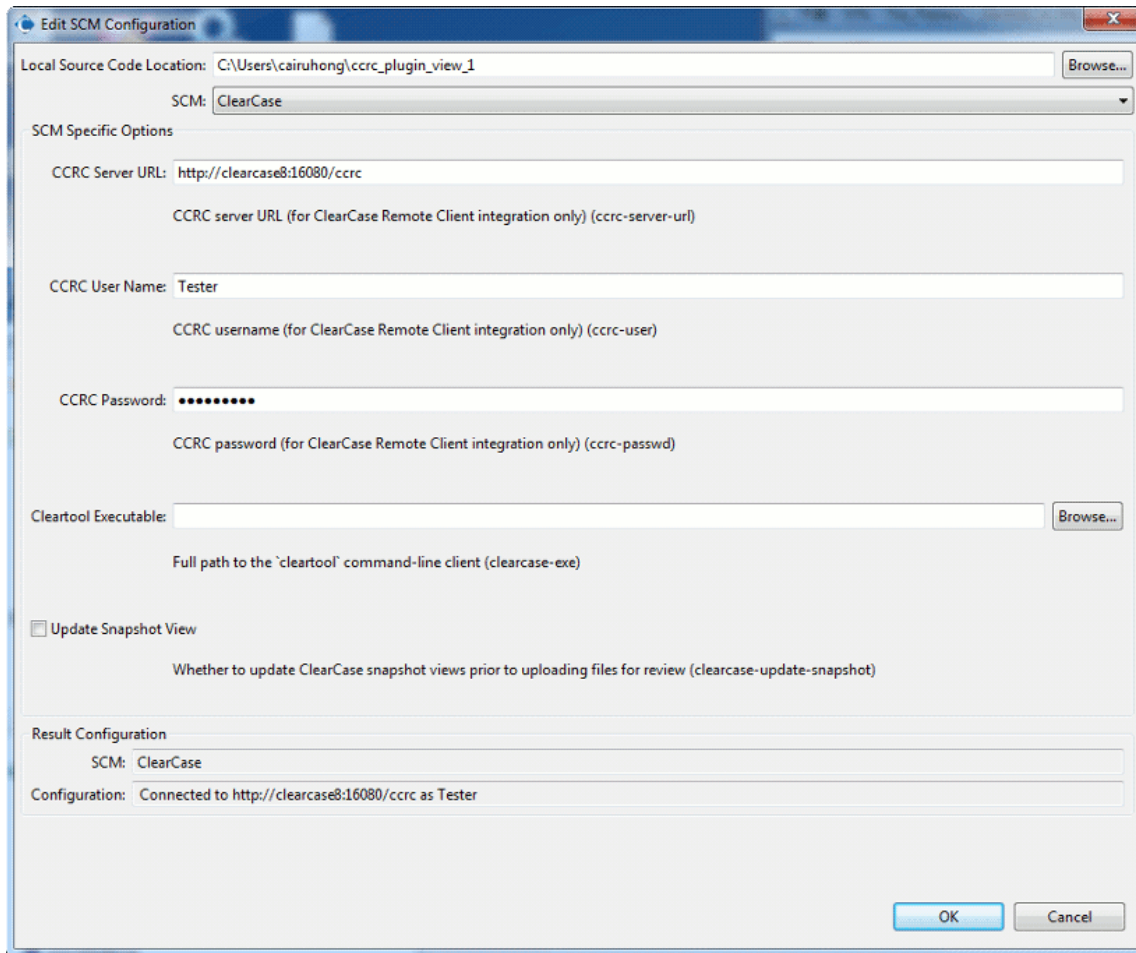 Edit SCM Configuration
Local Source Code Location: C:\Users\cairuhong\ccrc_plugin_view_1 Browse...
SCM: ClearCase
SCM Specific Options
CCRC Server URL: http://clearcase8:16080/ccrc
CCRC server URL (for ClearCase Remote Client integration only) (ccrc-server-url)
CCRC User Name: Tester
CCRC username (for ClearCase Remote Client integration only) (ccrc-user)
CCRC Password: •••••••••
CCRC password (for ClearCase Remote Client integration only) (ccrc-passwd)
Cleartool Executable: Browse...
Full path to the `cleartool` command-line client (clearcase-exe)
Update Snapshot View
Whether to update ClearCase snapshot views prior to uploading files for review (clearcase-update-snapshot)
Result Configuration
SCM: ClearCase
Configuration: Connected to http://clearcase8:16080/ccrc as Tester
OK Cancel